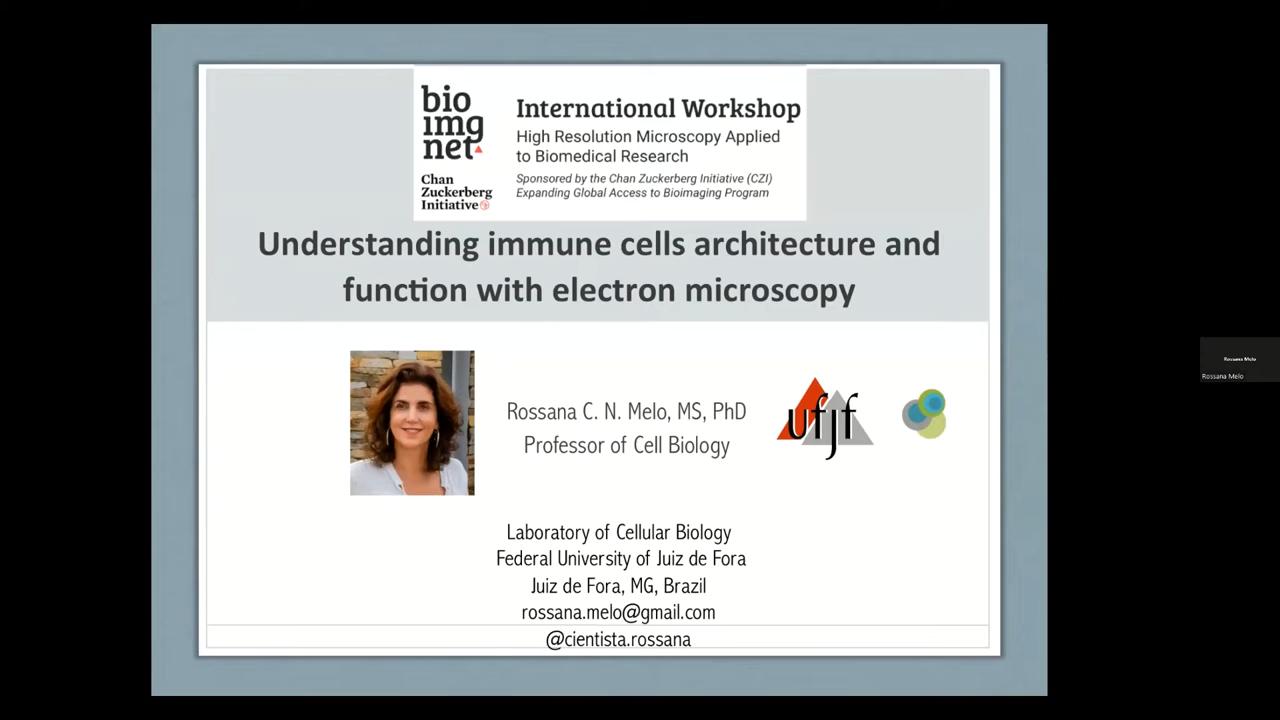 bio
img
net
Chan
Zuckerberg
Initiative
International Workshop
High Resolution Microscopy Applied
to Biomedical Research
Sponsored by the Chan Zuckerberg Initiative (CZI)
Expanding Global Access to Bioimaging Program
Understanding immune cells architecture and
function with electron microscopy
Rossana C. N. Melo, MS, PhD
Professor of Cell Biology
ufjf
Laboratory of Cellular Biology
Federal University of Juiz de Fora
Juiz de Fora, MG, Brazil
rossana.melo@gmail.com
@cientista.rossana
Rossana Melo
Rossana Melo